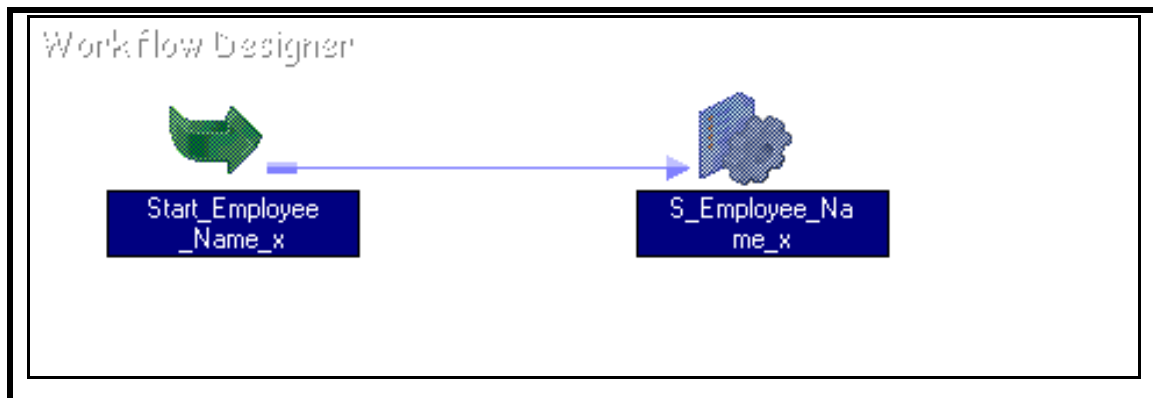 Workflow Designer
Start_Employee
_Name_x
S_Employee_Na
me_x